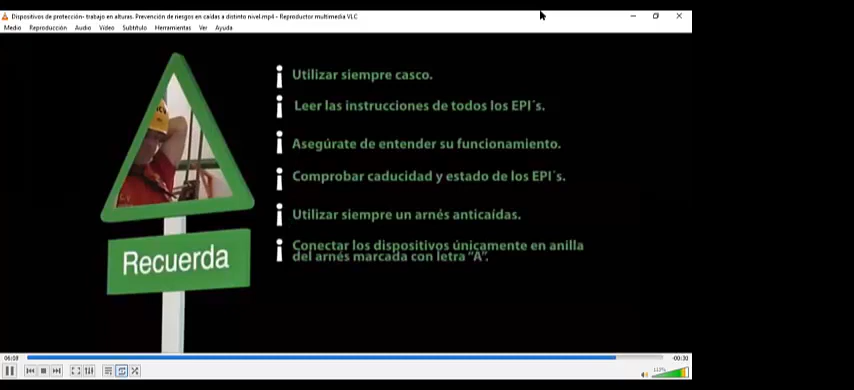 Dispositivos de protección- trabajo en alturas. Prevención de riesgos en caídas a distinto nivel.mp4 - Reproductor multimedia VLC
Medio Reproducción Audio Vídeo Subtítulo Herramientas Ver Ayuda
¡ Utilizar siempre casco.
¡ Leer las instrucciones de todos los EPI´s.
¡ Asegúrate de entender su funcionamiento.
¡ Comprobar caducidad y estado de los EPI´s.
¡ Utilizar siempre un arnés anticaídas.
¡ Conectar los dispositivos únicamente en anilla
del arnés marcada con letra "A".
Recuerda
-00:30